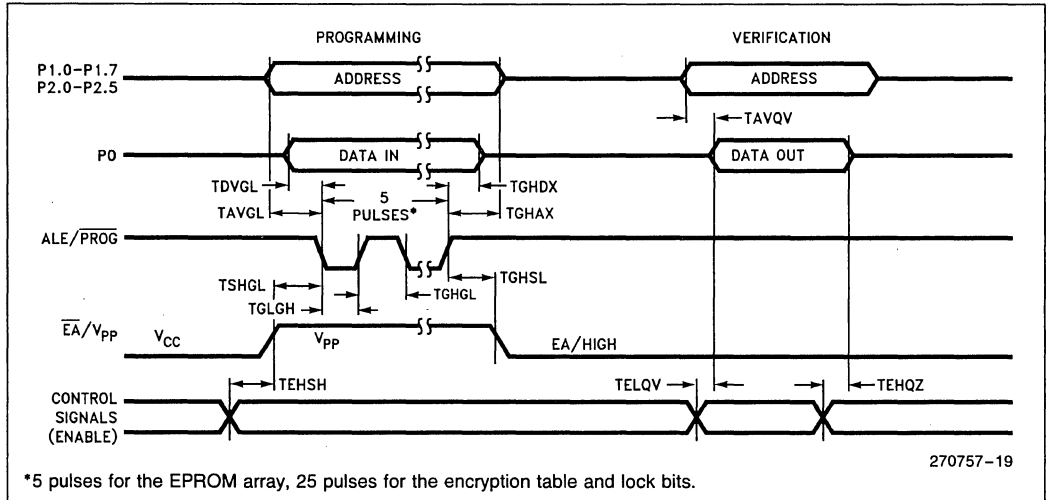 PROGRAMMING VERIFICATION
P1.0–P1.7
P2.0–P2.5
ADDRESS ADDRESS
TAVQV
P0
DATA IN DATA OUT
TDVGL TGHDX
5
PULSES*
TAVGL TGHAX
ALE/PROG
TSHGL TGHSL
TGLGH TGHGL
EA/VPP
VCC VPP EA/HIGH
TEHSH TELQV TEHQZ
CONTROL
SIGNALS
(ENABLE)
270757–19
*5 pulses for the EPROM array, 25 pulses for the encryption table and lock bits.